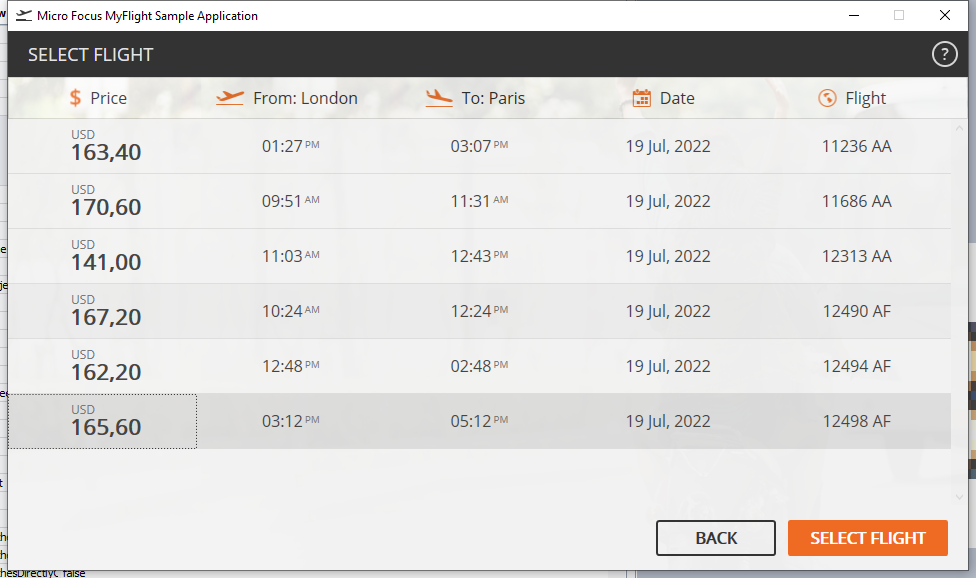 Micro Focus MyFlight Sample Application
SELECT FLIGHT ?
$ Price From: London To: Paris Date Flight
USD
163,40 01:27 PM 03:07 PM 19 Jul, 2022 11236 AA
USD
170,60 09:51 AM 11:31 AM 19 Jul, 2022 11686 AA
USD
141,00 11:03 AM 12:43 PM 19 Jul, 2022 12313 AA
USD
167,20 10:24 AM 12:24 PM 19 Jul, 2022 12490 AF
USD
162,20 12:48 PM 02:48 PM 19 Jul, 2022 12494 AF
USD
165,60 03:12 PM 05:12 PM 19 Jul, 2022 12498 AF
BACK SELECT FLIGHT
false